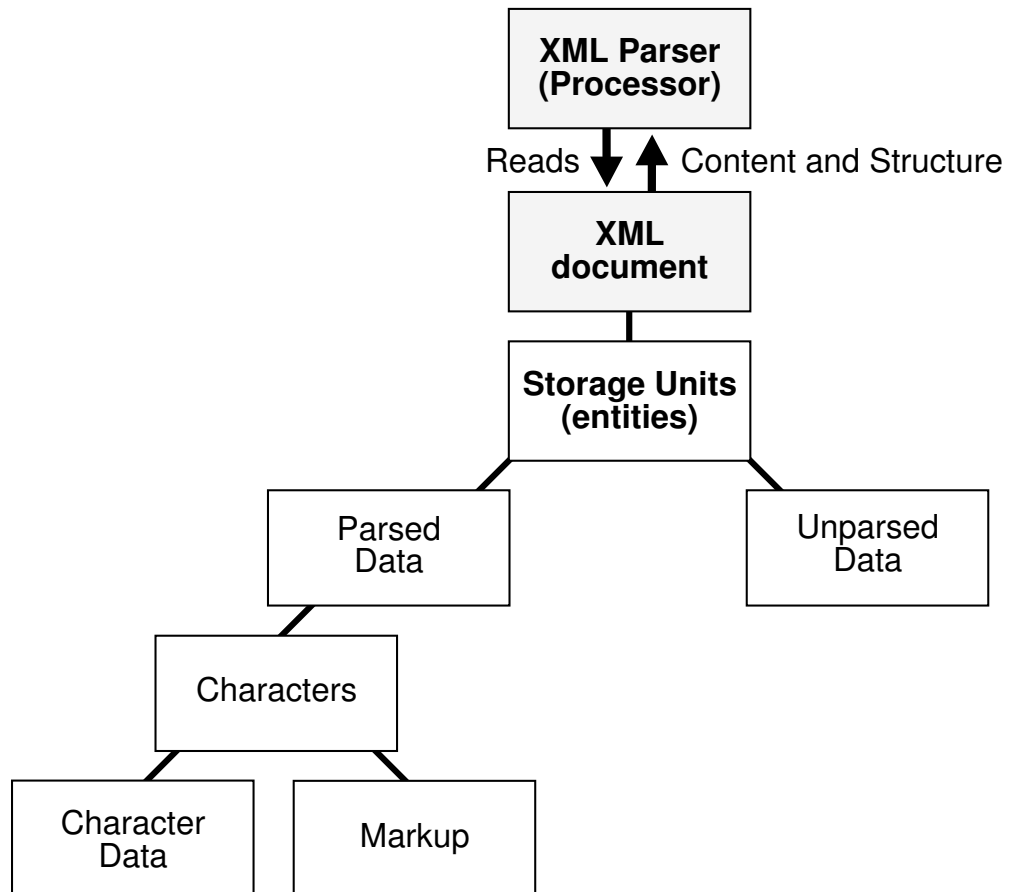 XML Parser
(Processor)
Reads
Content and Structure
XML
document
Storage Units
(entities)
Parsed
Data
Unparsed
Data
Characters
Character
Data
Markup